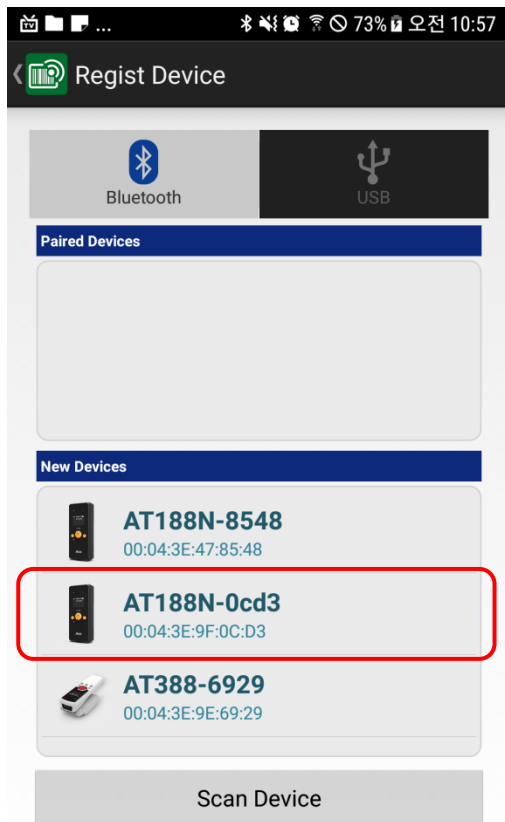 ... 73% 오전 10:57
Regist Device
Bluetooth
USB
Paired Devices
New Devices
AT188N-8548
00:04:3E:47:85:48
AT188N-0cd3
00:04:3E:9F:0C:D3
AT388-6929
00:04:3E:9E:69:29
Scan Device